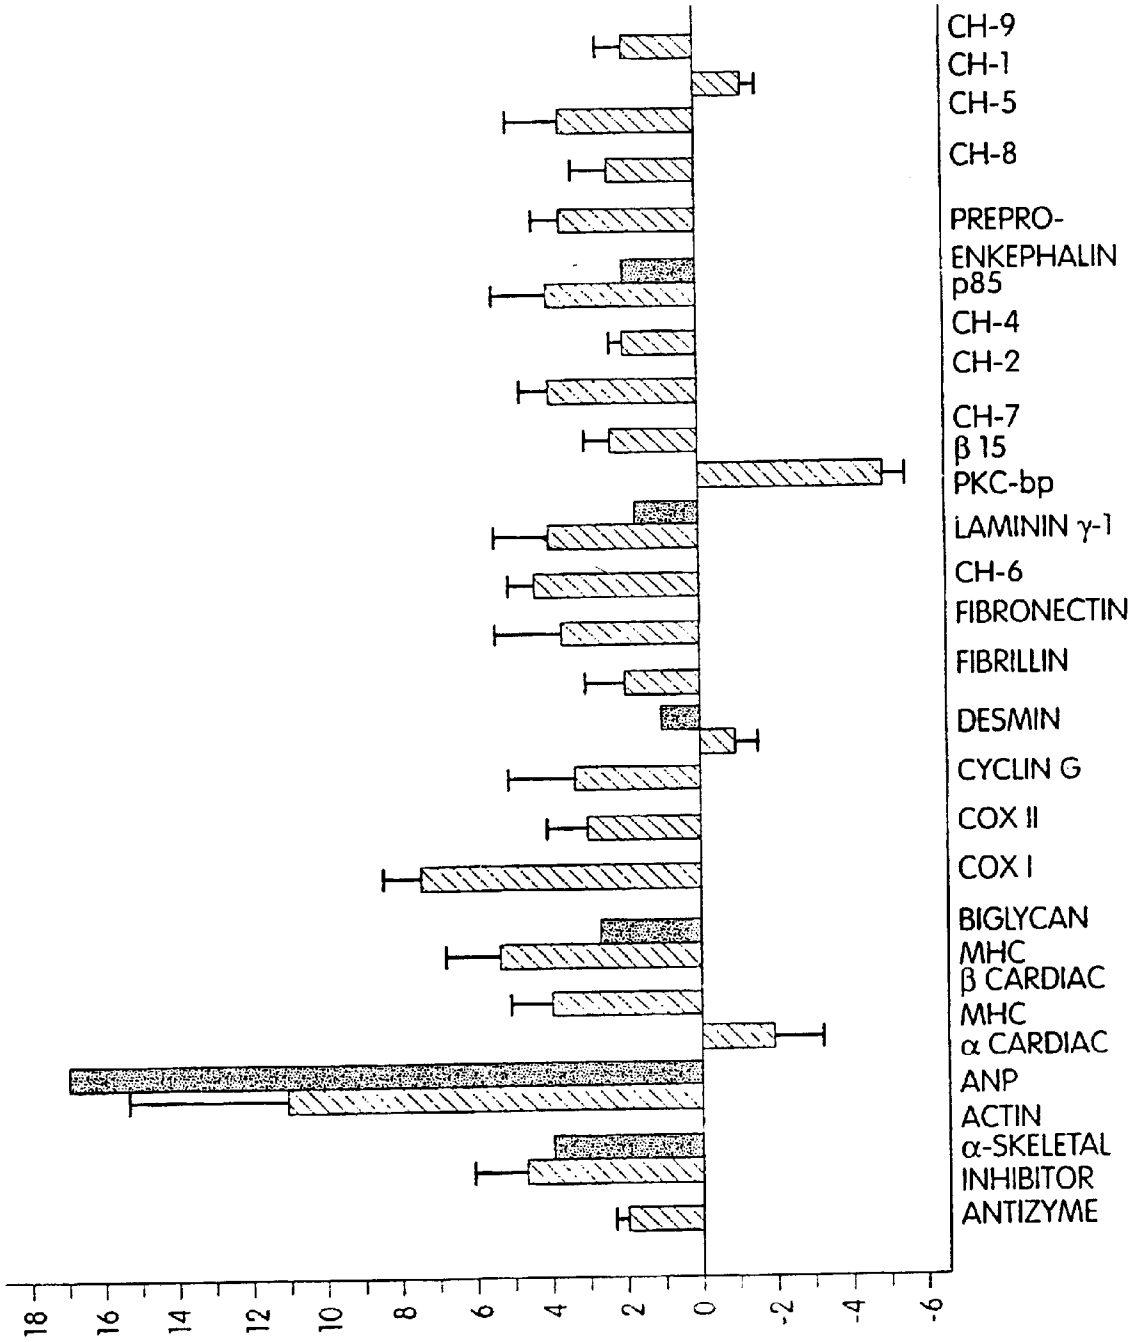 CH-9
CH-1
CH-5
CH-8
PREPRO-
ENKEPHALIN
p85
CH-4
CH-2
CH-7
β 15
PKC-bp
LAMININ γ-1
CH-6
FIBRONECTIN
FIBRILLIN
DESMIN
CYCLIN G
COX II
COX I
BIGLYCAN
MHC
β CARDIAC
MHC
α CARDIAC
ANP
ACTIN
α-SKELETAL
INHIBITOR
ANTIZYME
18 16 14 12 10 8 6 4 2 0 -2 -4 -6